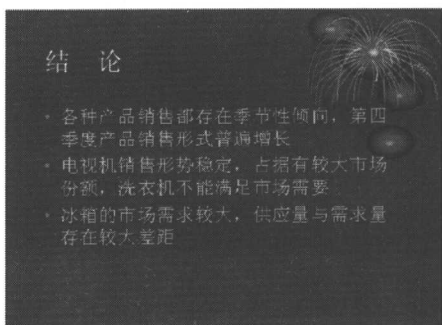 结 论
各种产品销售都存在季节性倾向，第四
季度产品销售形式普遍增长
电视机销售形势稳定，占据有较大市场
份额，洗衣机不能满足市场需要
冰箱的市场需求较大，供应量与需求量
存在较大差距